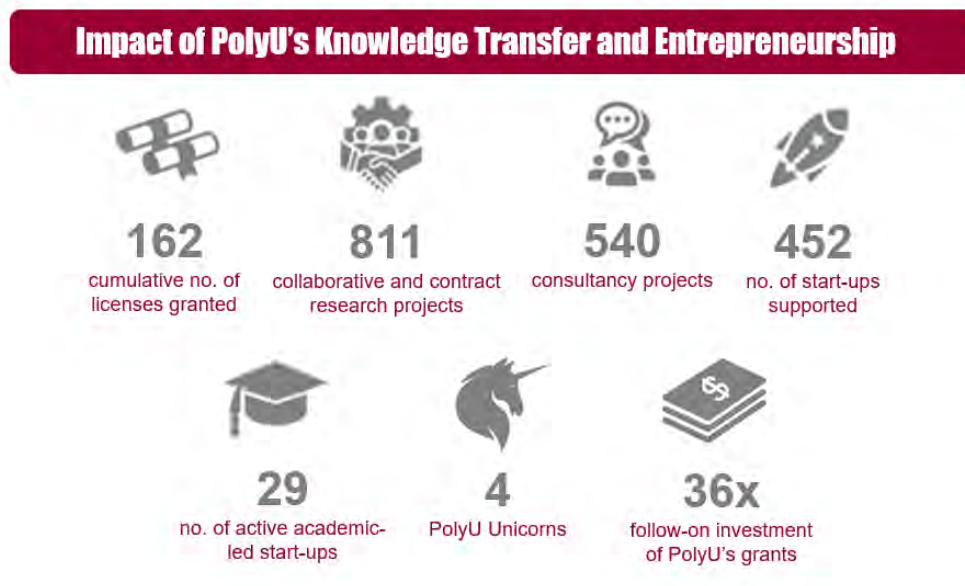 Impact of PolyU's Knowledge Transfer and Entrepreneurship
162
cumulative no. of
licenses granted
811
collaborative and contract
research projects
540
consultancy projects
452
no. of start-ups
supported
29
no. of active academic-
led start-ups
4
PolyU Unicorns
$
36x
follow-on investment
of PolyU's grants